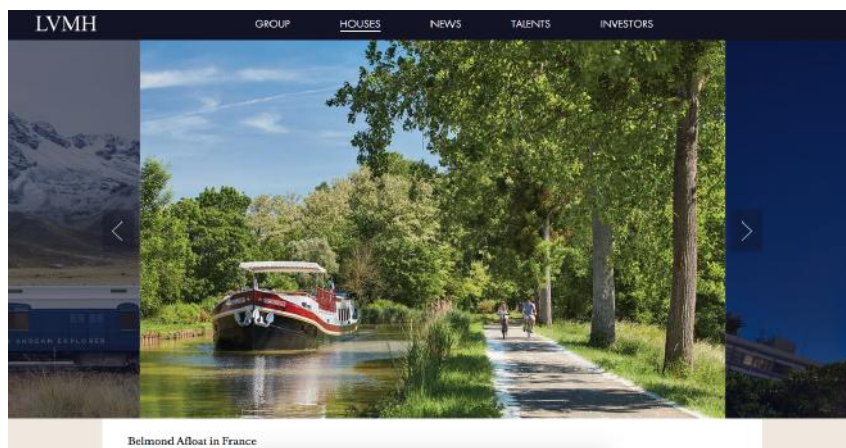 LVMH GROUP HOUSES NEWS TALENTS INVESTORS
ANDEAN EXPLORER
Belmond Afloat in France